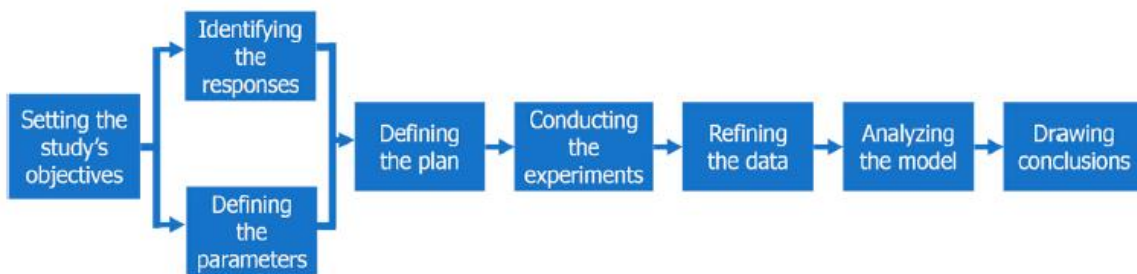 Setting the
study's
objectives
Identifying
the
responses
Defining
the
parameters
Defining
the plan
Conducting
the
experiments
Refining
the data
Analyzing
the model
Drawing
conclusions